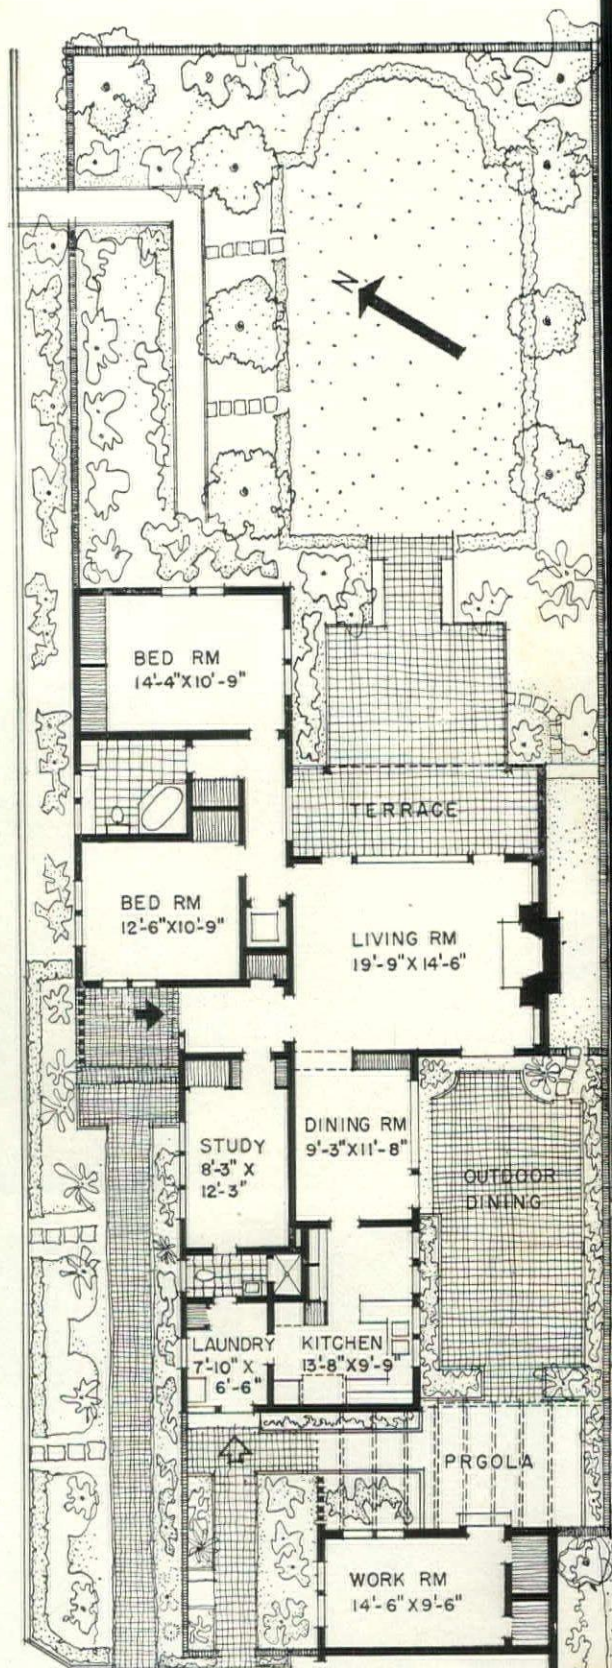 N
BED RM
14'-4"X10'-9"
TERRACE
BED RM
12'-6"X10'-9"
LIVING RM
19'-9"X14'-6"
DINING RM
9'-3"X11'-8"
STUDY
8'-3" X
12'-3"
OUTDOOR
DINING
LAUNDRY
7'-10" X
6'-6"
KITCHEN
13'-8"X9'-9"
PRGOLA
WORK RM
14'-6"X9'-6"